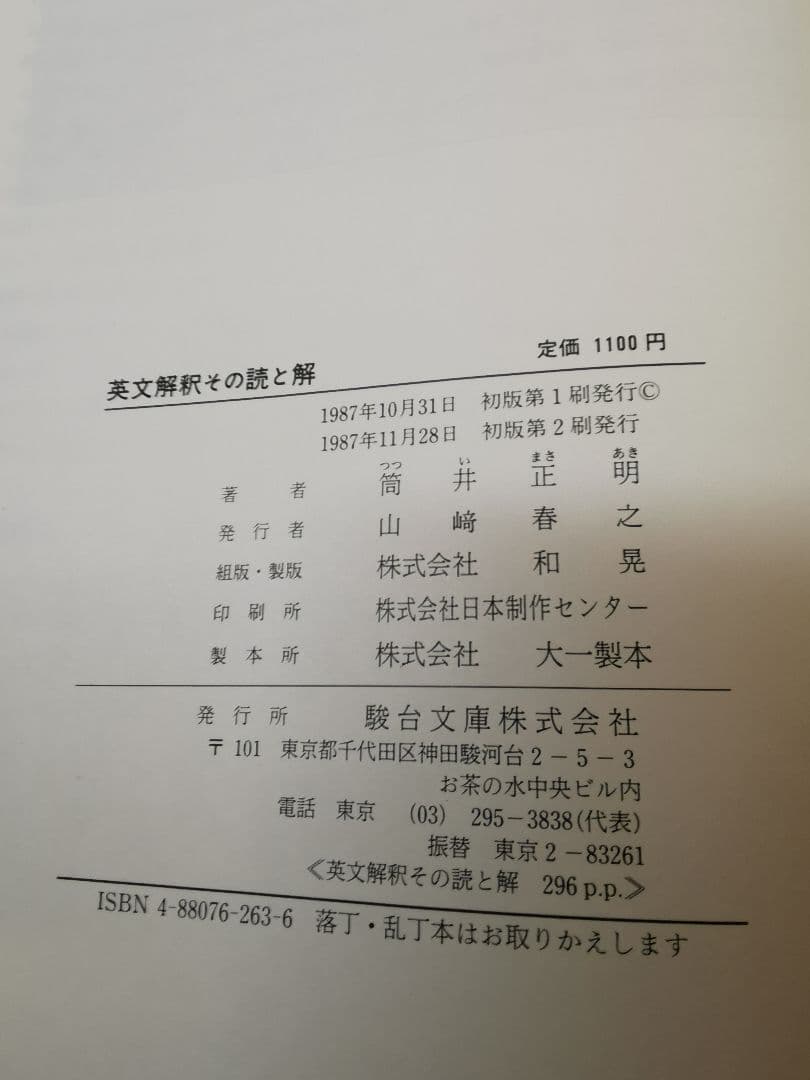 英文解釈その読と解 定価 1100円
1987年10月31日 初版第1刷発行©
1987年11月28日 初版第2刷発行
つつ い まさ あき
著者 筒井正明
発行者 山﨑春之
組版・製版 株式会社 和晃
印刷所 株式会社日本制作センター
製本所 株式会社 大一製本
発行所 駿台文庫株式会社
〒101 東京都千代田区神田駿河台2-5-3
お茶の水中央ビル内
電話 東京 (03) 295-3838(代表)
振替 東京2-83261
≪英文解釈その読と解 296 p.p.≫
ISBN 4-88076-263-6 落丁・乱丁本はお取りかえします